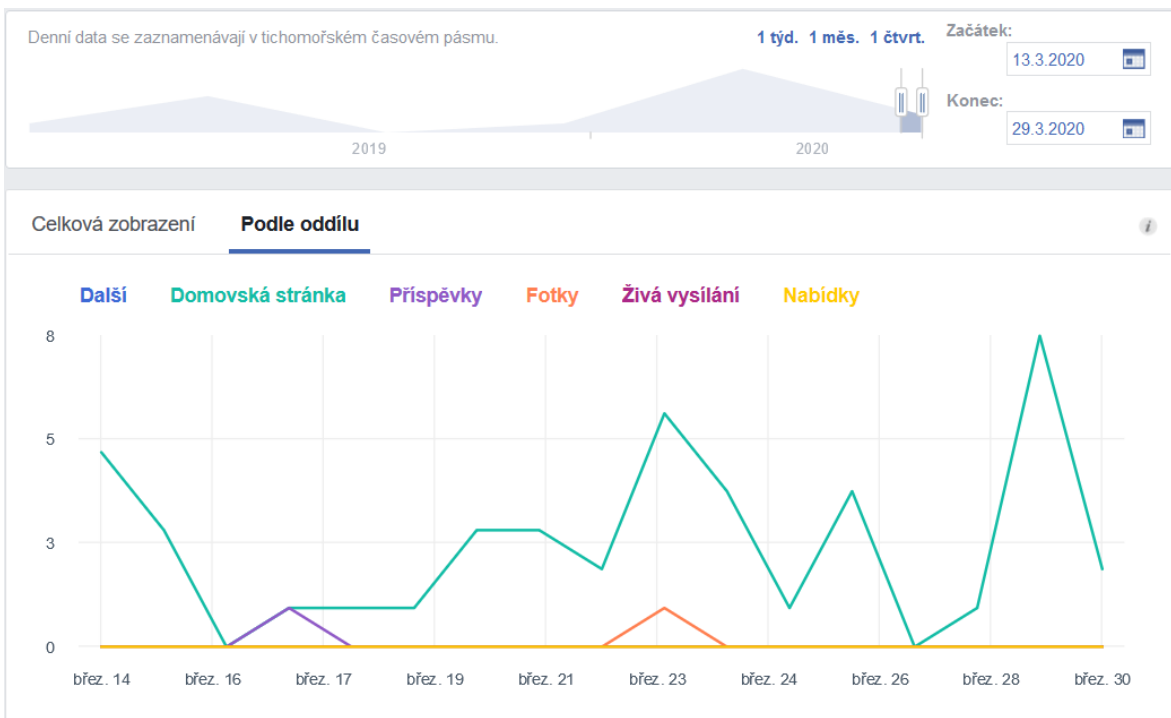 Denní data se zaznamenávají v tichomořském časovém pásmu.
1 týd. 1 měs. 1 čtvrt.
Začátek:
13.3.2020
Konec:
29.3.2020
2019 2020
Celková zobrazení Podle oddílu
i
Další Domovská stránka Příspěvky Fotky Živá vysílání Nabídky
8
5
3
0
břez. 14 břez. 16 břez. 17 břez. 19 břez. 21 břez. 23 břez. 24 břez. 26 břez. 28 břez. 30